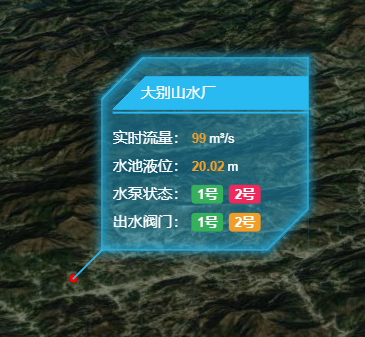 大别山水厂
实时流量： 99 m³/s
水池液位： 20.02 m
水泵状态： 1号 2号
出水阀门： 1号 2号